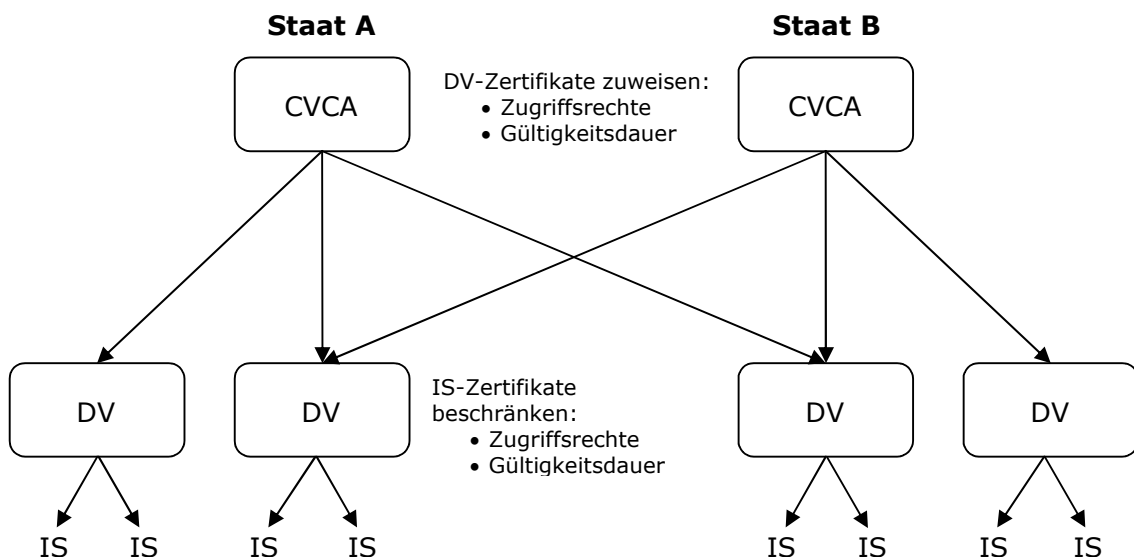 Staat A
Staat B
CVCA
DV-Zertifikate zuweisen:
• Zugriffsrechte
• Gültigkeitsdauer
CVCA
DV
DV
IS-Zertifikate
beschränken:
• Zugriffsrechte
• Gültigkeitsdauer
DV
DV
IS
IS
IS
IS
IS
IS
IS
IS